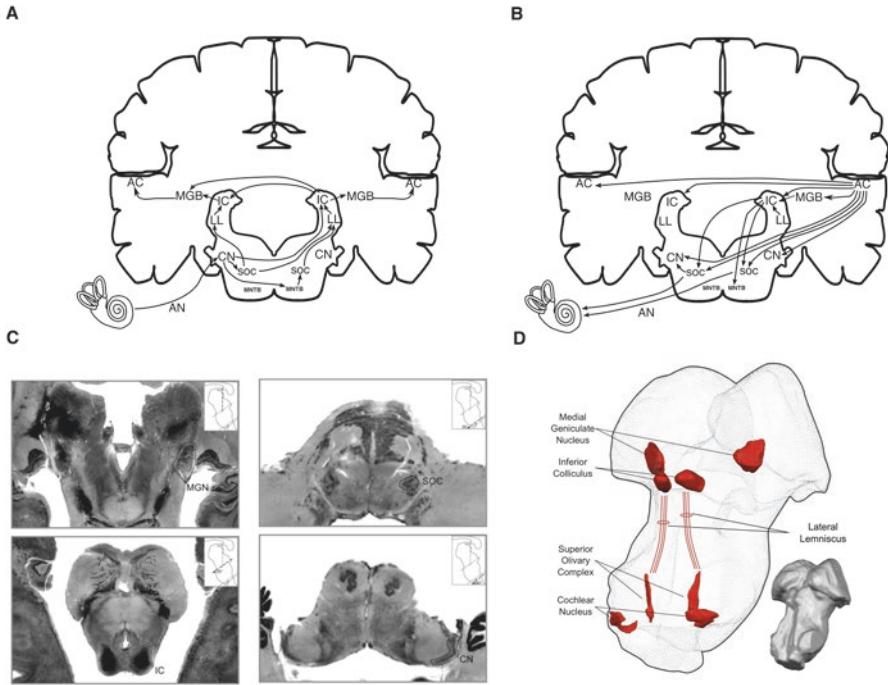 A
AC
MGB
IC
IC
MGB
AC
LL
LL
CN
CN
SOC
SOC
MNTB
MNTB
AN
B
AC
AC
MGB
IC
IC
MGB
LL
LL
CN
CN
SOC
SOC
MNTB
MNTB
AN
C
MGN
SOC
IC
CN
D
Medial
Geniculate
Nucleus
Inferior
Colliculus
Lateral
Lemniscus
Superior
Olivary
Complex
Cochlear
Nucleus